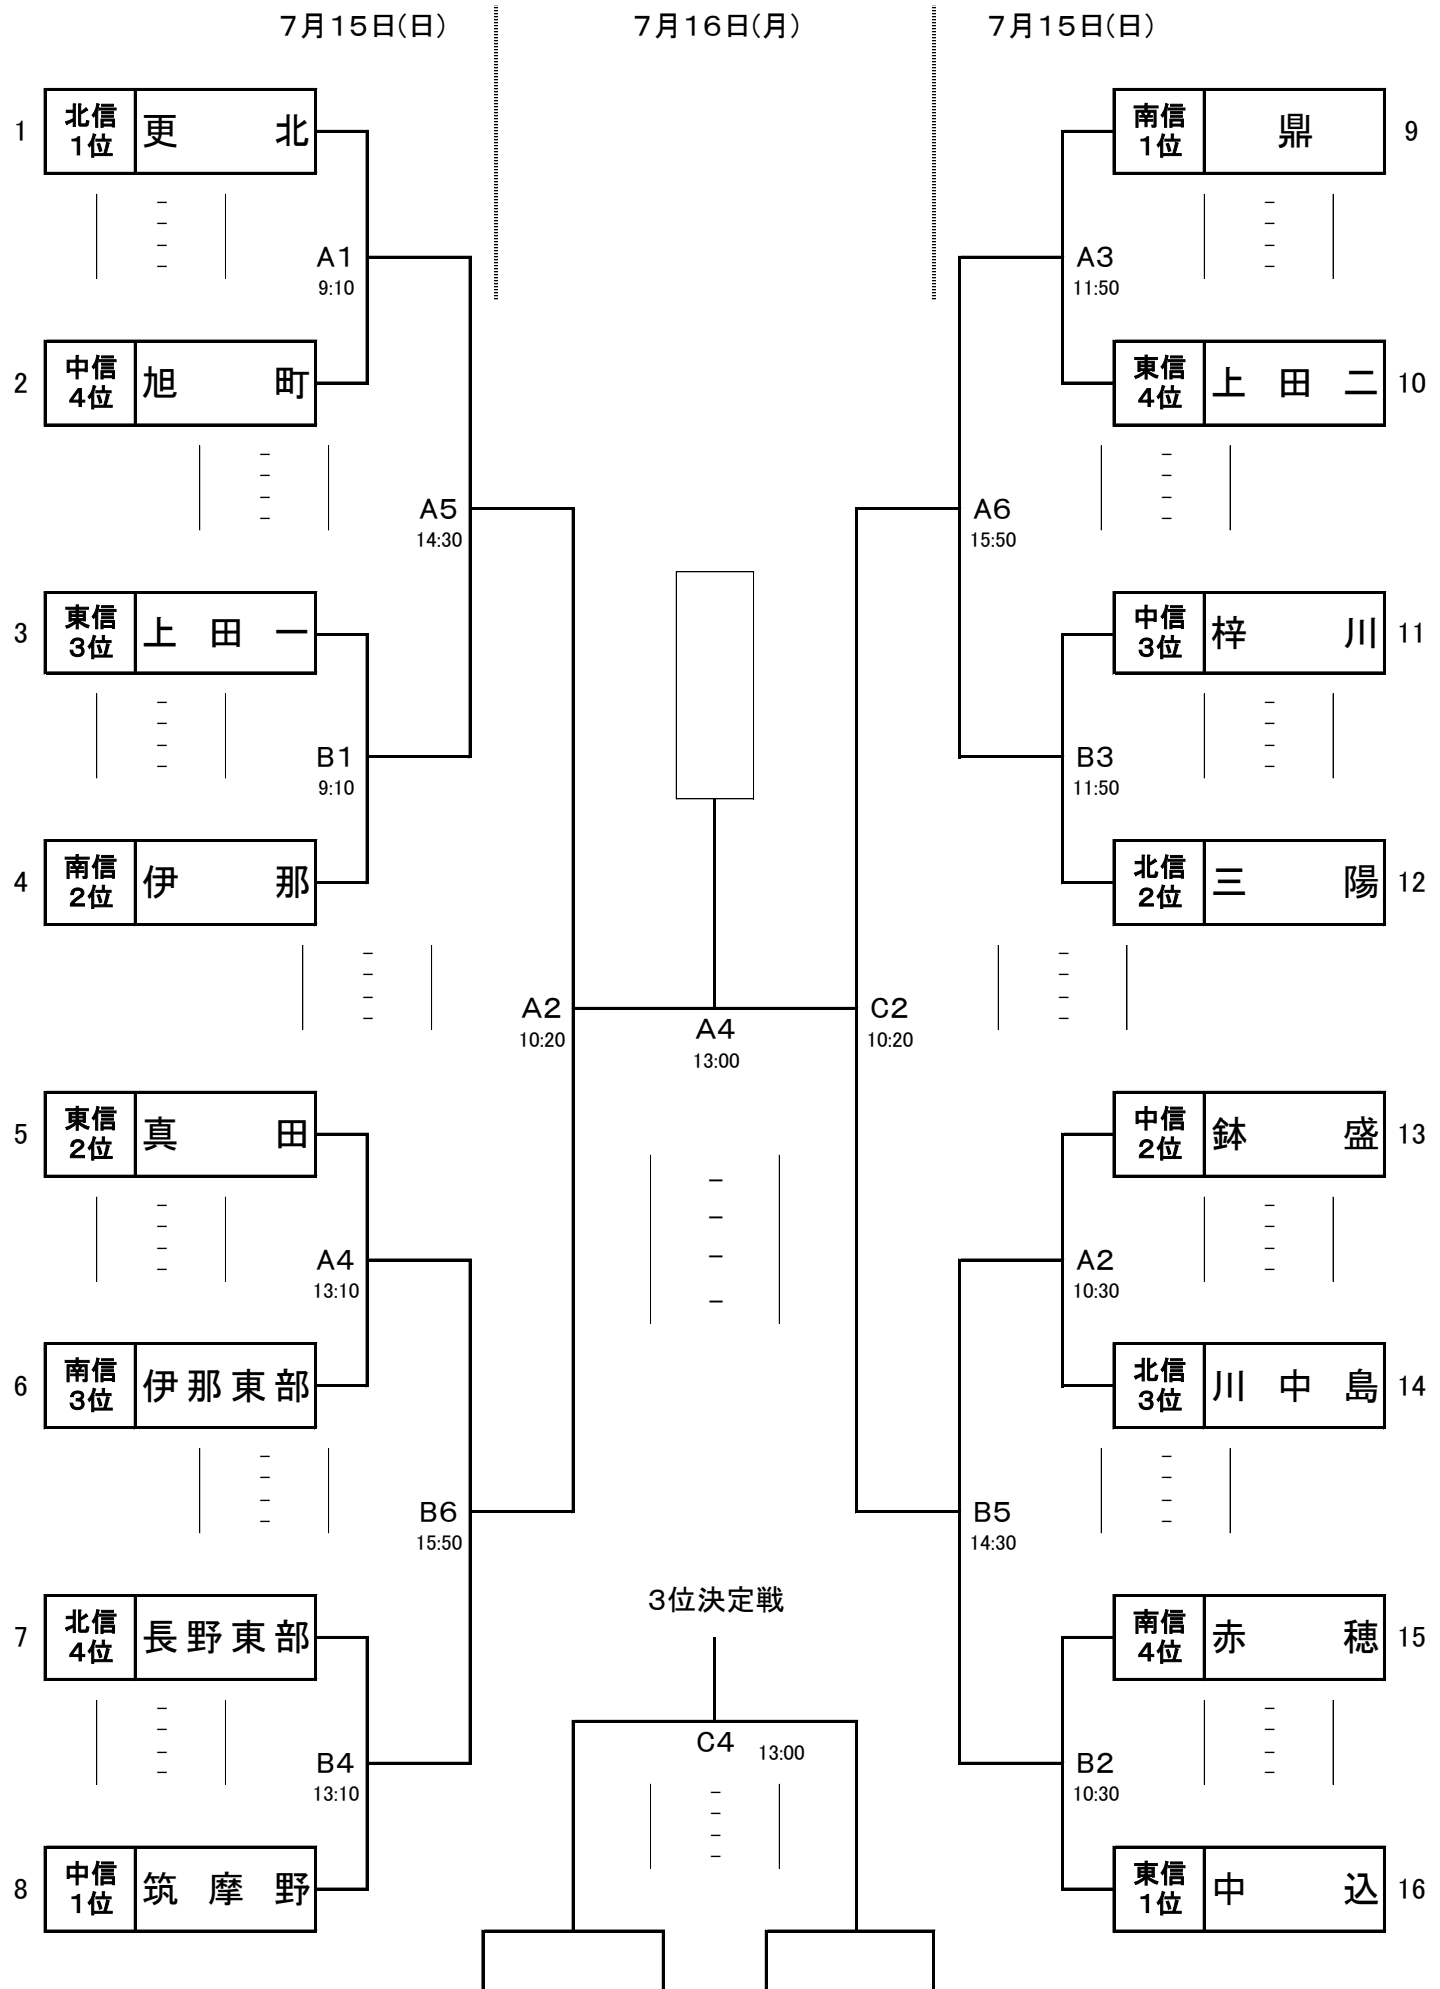 7月15日(日) 7月16日(月) 7月15日(日)
1 北信1位 更北
A1
9:10
2 中信4位 旭町
A5
14:30
3 東信3位 上田一
B1
9:10
4 南信2位 伊那
A2
10:20
5 東信2位 真田
A4
13:10
6 南信3位 伊那東部
B6
15:50
7 北信4位 長野東部
B4
13:10
8 中信1位 筑摩野
A4
13:00
3位決定戦
C4 13:00
南信1位 鼎 9
A3
11:50
東信4位 上田二 10
A6
15:50
中信3位 梓川 11
B3
11:50
北信2位 三陽 12
C2
10:20
中信2位 鉢盛 13
A2
10:30
北信3位 川中島 14
B5
14:30
南信4位 赤穂 15
B2
10:30
東信1位 中込 16